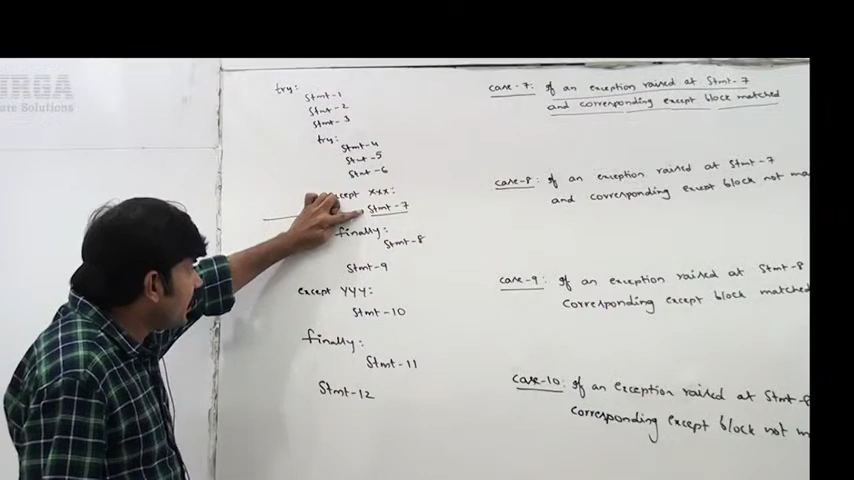 RGA
te Solutions
try:
Stmt-1
Stmt-2
Stmt-3
try:
Stmt-4
Stmt-5
Stmt-6
xxx:
Stmt-7
finally:
Stmt-8
Stmt-9
except YYY:
Stmt-10
finally:
Stmt-11
Stmt-12
case-7: if an exception raised at Stmt-7
and corresponding except block matched
case-8: if an exception raised at Stmt-7
and corresponding except block not ma
case-9: if an exception raised at Stmt-8
corresponding except block matched
case-10: if an exception raised at Stmt-8
corresponding except block not m